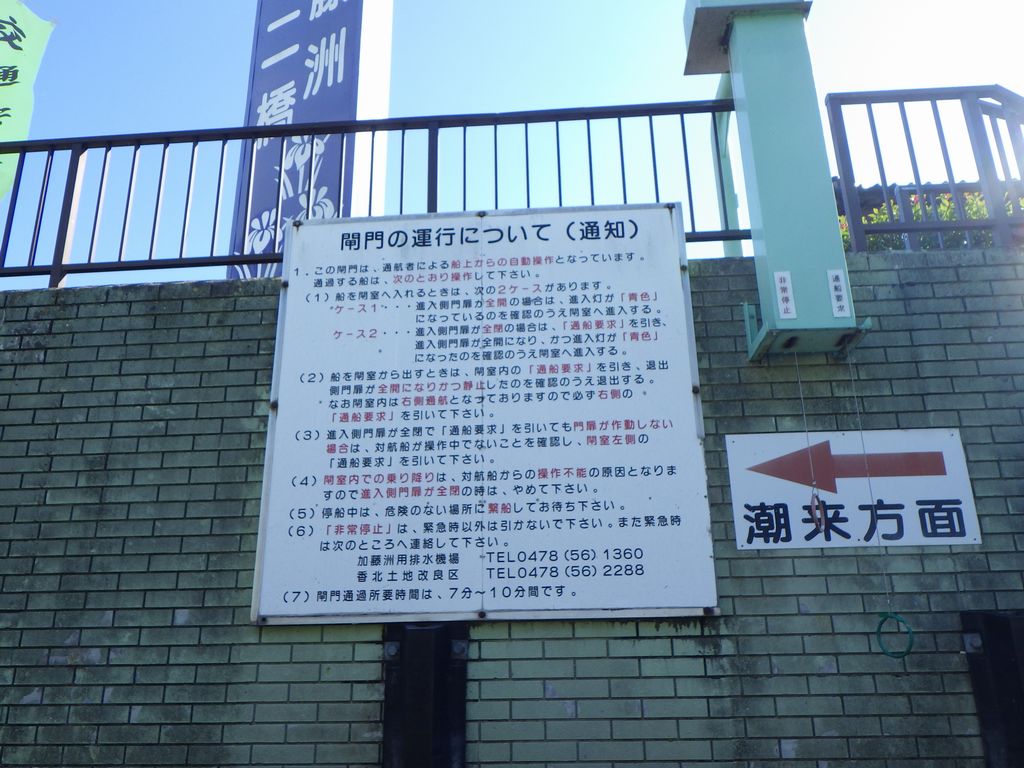 交通
藤洲
二橋
閘門の運行について（通知）
1．この閘門は、通航者による船上からの自動操作となっています。
通過する船は、次のとおり操作して下さい。
（1）船を閘室へ入れるときは、次の2ケースがあります。
ケース1・・・進入側門扉が全開の場合は、進入灯が「青色」
になっているのを確認のうえ閘室へ進入する。
ケース2・・・進入側門扉が全閉の場合は、「通船要求」を引き、
進入側門扉が全開になり、かつ進入灯が「青色」
になったのを確認のうえ閘室へ進入する。
（2）船を閘室から出すときは、閘室内の「通船要求」を引き、退出
側門扉が全開になりかつ静止したのを確認のうえ退出する。
なお閘室内は右側通航となっておりますので必ず右側の
「通船要求」を引いて下さい。
（3）進入側門扉が全閉で「通船要求」を引いても門扉が作動しない
場合は、対航船が操作中でないことを確認し、閘室左側の
「通船要求」を引いて下さい。
（4）閘室内での乗り降りは、対航船からの操作不能の原因となりま
すので進入側門扉が全閉の時は、やめて下さい。
（5）停船中は、危険のない場所に繋船してお待ち下さい。
（6）「非常停止」は、緊急時以外は引かないで下さい。また緊急時
は次のところへ連絡して下さい。
加藤洲用排水機場 TEL0478（56）1360
香北土地改良区 TEL0478（56）2288
（7）閘門通過所要時間は、7分〜10分間です。
非常停止
通船要求
潮来方面